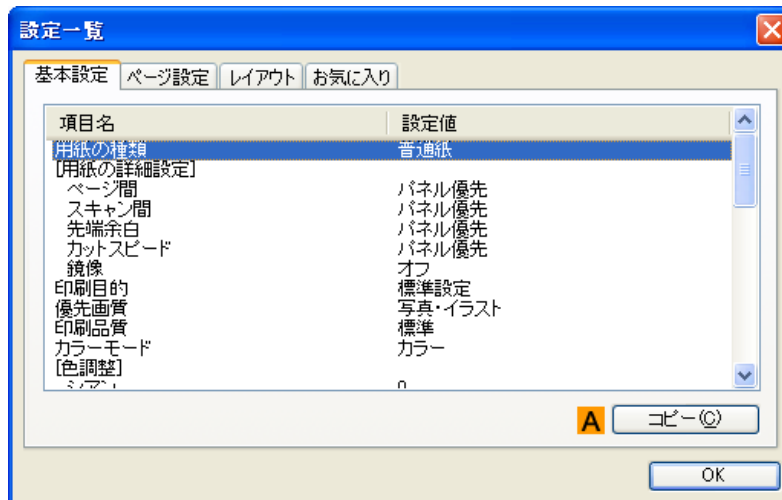 設定一覧
基本設定 ページ設定 レイアウト お気に入り
項目名 設定値
用紙の種類 普通紙
[用紙の詳細設定]
ページ間 パネル優先
スキャン間 パネル優先
先端余白 パネル優先
カットスピード パネル優先
鏡像 オフ
印刷目的 標準設定
優先画質 写真・イラスト
印刷品質 標準
カラーモード カラー
[色調整]
シアン 0
A コピー(C)
OK